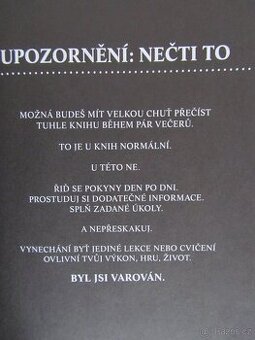 UPOZORNĚNÍ: NEČTI TO
MOŽNÁ BUDEŠ MÍT VELKOU CHUŤ PŘEČÍST
TUHLE KNIHU BĚHEM PÁR VEČERŮ.
TO JE U KNIH NORMÁLNÍ.
U TÉTO NE.
ŘIĎ SE POKYNY DEN PO DNI.
PROSTUDUJ SI DODATEČNÉ INFORMACE.
SPLŇ ZADANÉ ÚKOLY.
A NEPŘESKAKUJ.
VYNECHÁNÍ BYŤ JEDINÉ LEKCE NEBO CVIČENÍ
OVLIVNÍ TVŮJ VÝKON, HRU, ŽIVOT.
BYL JSI VAROVÁN.